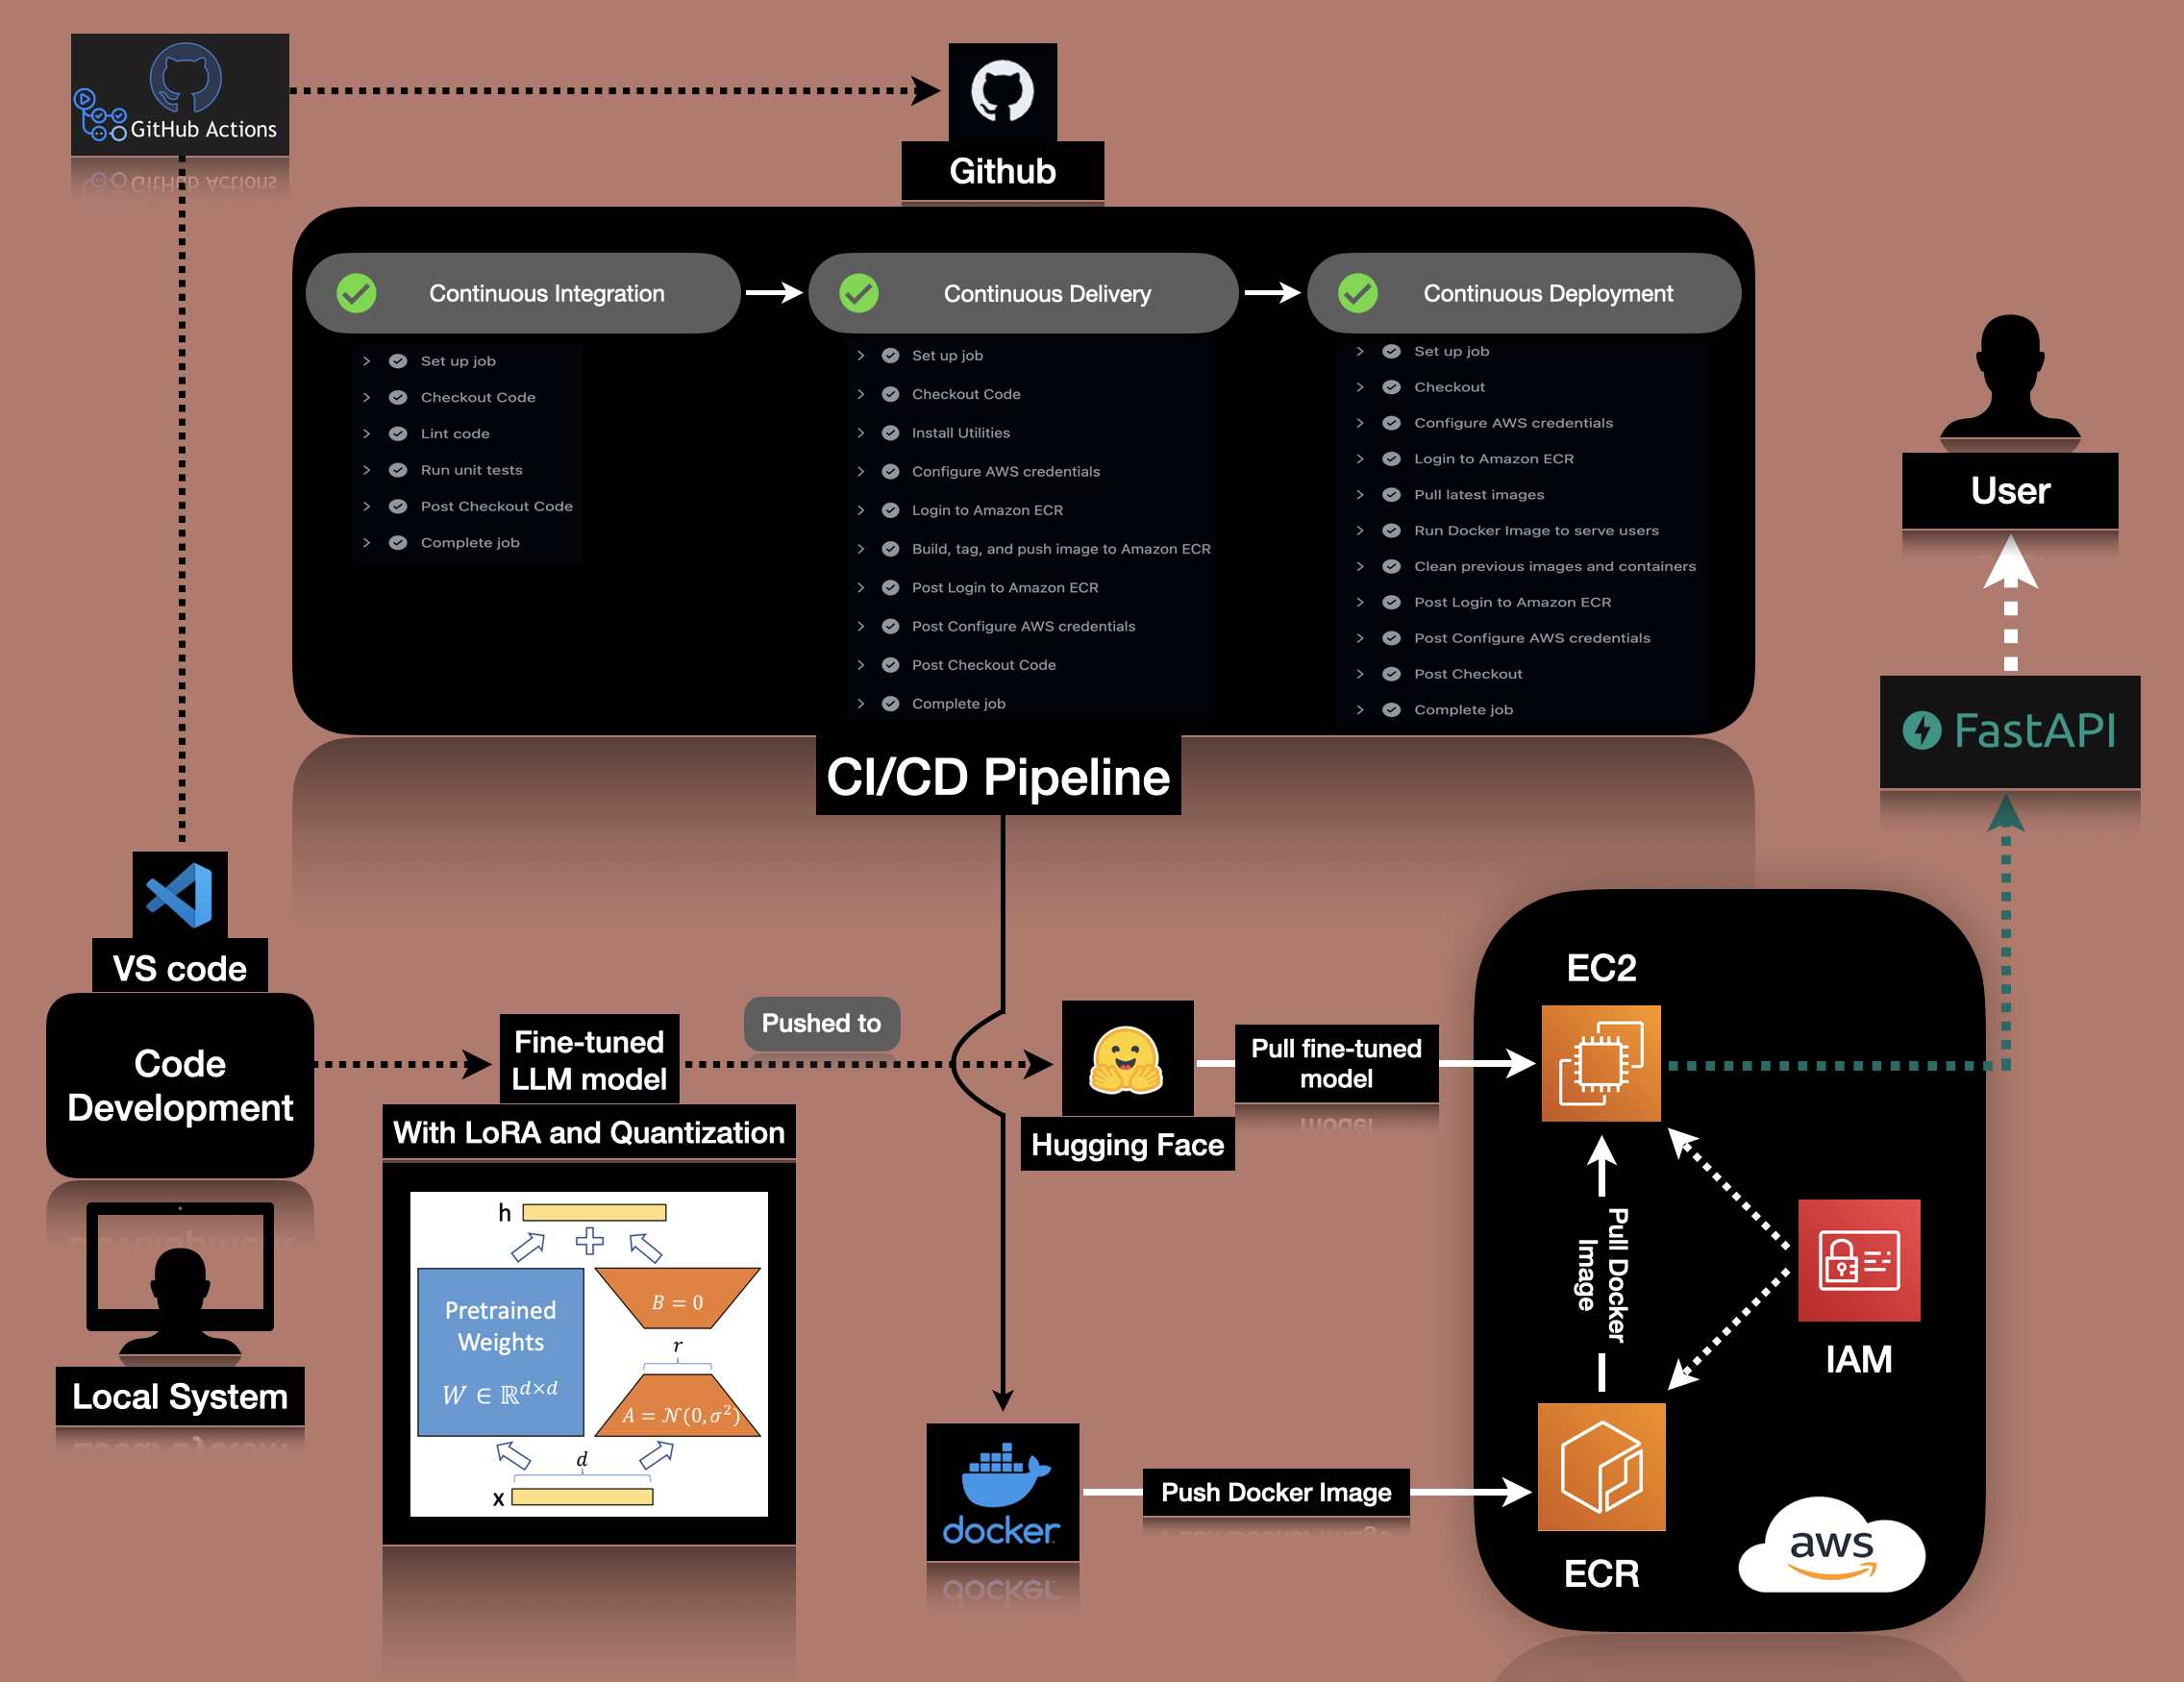 GitHub Actions
Github
Continuous Integration
Set up job
Checkout Code
Lint code
Run unit tests
Post Checkout Code
Complete job
Continuous Delivery
Set up job
Checkout Code
Install Utilities
Configure AWS credentials
Login to Amazon ECR
Build, tag, and push image to Amazon ECR
Post Login to Amazon ECR
Post Configure AWS credentials
Post Checkout Code
Complete job
Continuous Deployment
Set up job
Checkout
Configure AWS credentials
Login to Amazon ECR
Pull latest images
Run Docker Image to serve users
Clean previous images and containers
Post Login to Amazon ECR
Post Configure AWS credentials
Post Checkout
Complete job
CI/CD Pipeline
User
FastAPI
VS code
Code
Development
Local System
Fine-tuned
LLM model
With LoRA and Quantization
h
Pretrained
Weights
W ∈ ℝ^{d×d}
B = 0
r
A = 𝒩(0, σ²)
d
x
Pushed to
Hugging Face
Pull fine-tuned
model
docker
Push Docker Image
EC2
Pull Docker
Image
IAM
ECR
aws